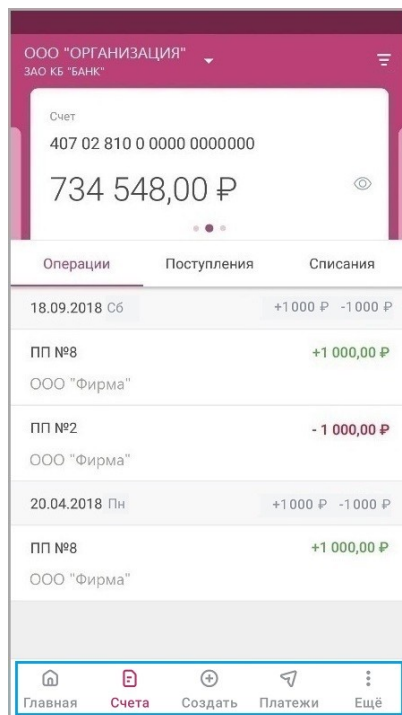 ООО "ОРГАНИЗАЦИЯ"
ЗАО КБ "БАНК"
Счет
407 02 810 0 0000 0000000
734 548,00 ₽
Операции Поступления Списания
18.09.2018 Сб +1000 ₽ -1000 ₽
ПП №8 +1 000,00 ₽
ООО "Фирма"
ПП №2 - 1 000,00 ₽
ООО "Фирма"
20.04.2018 Пн +1000 ₽ -1000 ₽
ПП №8 +1 000,00 ₽
ООО "Фирма"
Главная Счета Создать Платежи Ещё